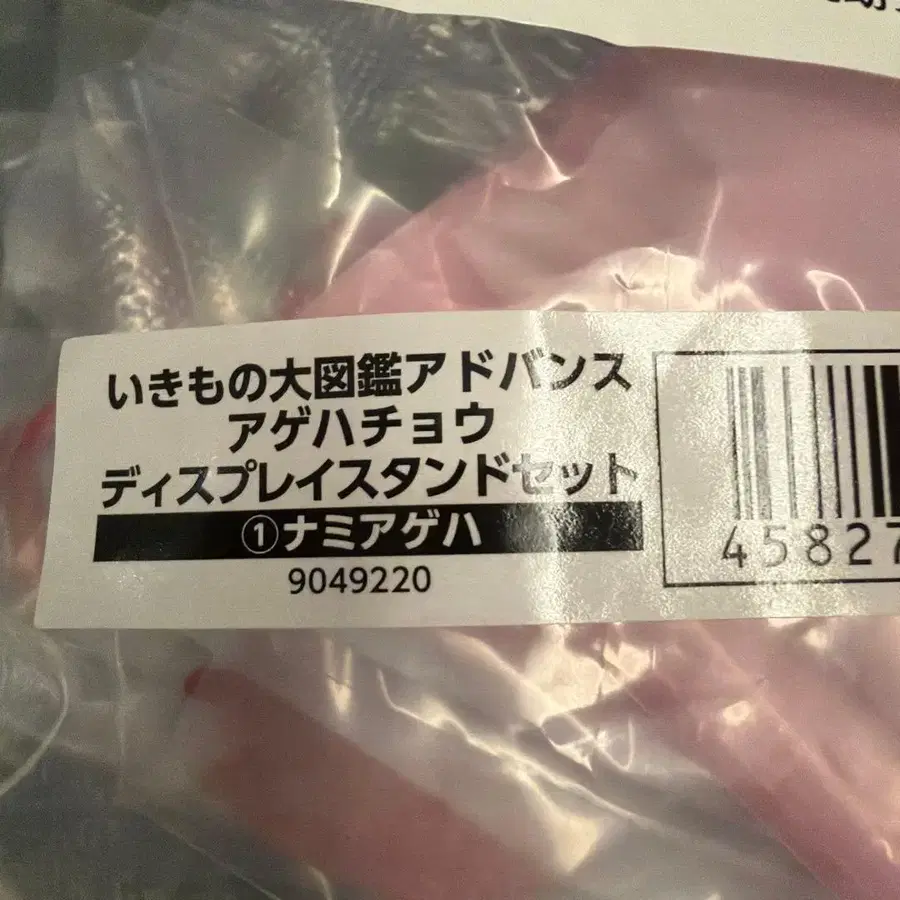 いきもの大図鑑アドバンス
アゲハチョウ
ディスプレイスタンドセット
①ナミアゲハ
9049220
45827